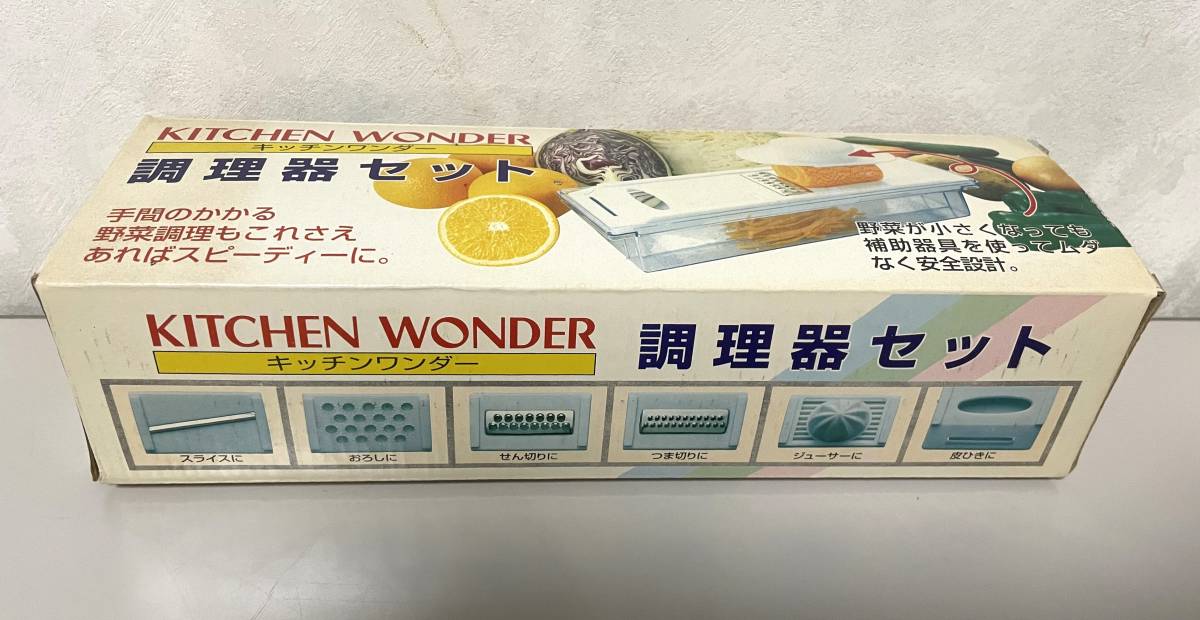 KITCHEN WONDER
キッチンワンダー
調理器セット
手間のかかる
野菜調理もこれさえ
あればスピーディーに。
野菜が小さくなっても
補助器具を使ってムダ
なく安全設計。
KITCHEN WONDER
キッチンワンダー
調理器セット
スライスに
おろしに
せん切りに
つま切りに
ジューサーに
皮ひきに